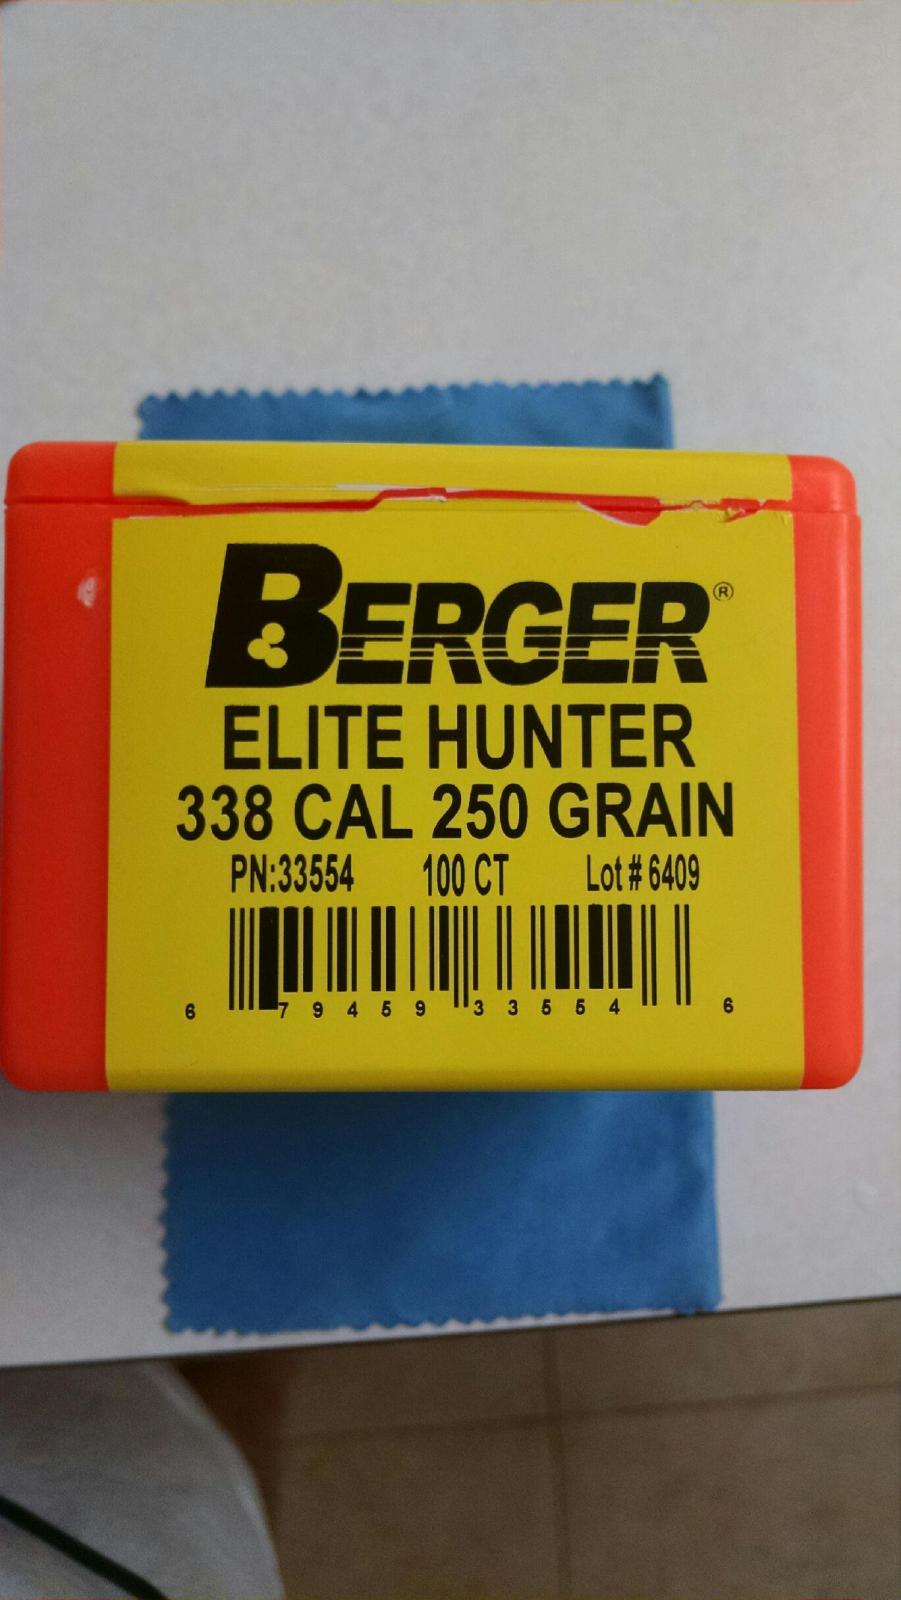 BERGER®
ELITE HUNTER
338 CAL 250 GRAIN
PN:33554 100 CT Lot # 6409
6 79459 33554 6